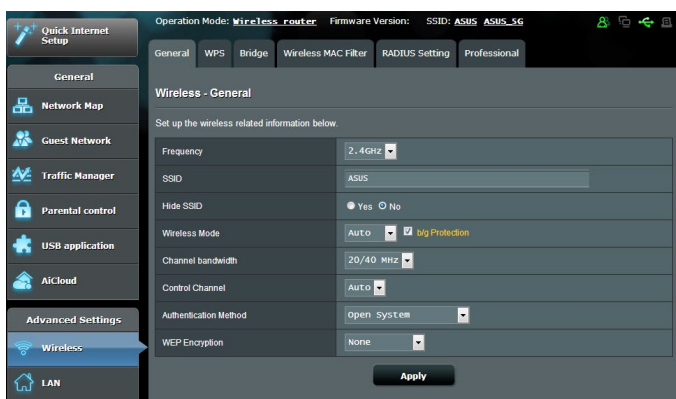 Quick Internet
Setup
Operation Mode: Wireless router Firmware Version: SSID: ASUS ASUS_5G
General WPS Bridge Wireless MAC Filter RADIUS Setting Professional
General
Network Map
Guest Network
Traffic Manager
Parental control
USB application
AiCloud
Advanced Settings
Wireless
LAN
Wireless - General
Set up the wireless related information below.
Frequency 2.4GHz
SSID ASUS
Hide SSID Yes No
Wireless Mode Auto b/g Protection
Channel bandwidth 20/40 MHz
Control Channel Auto
Authentication Method Open System
WEP Encryption None
Apply